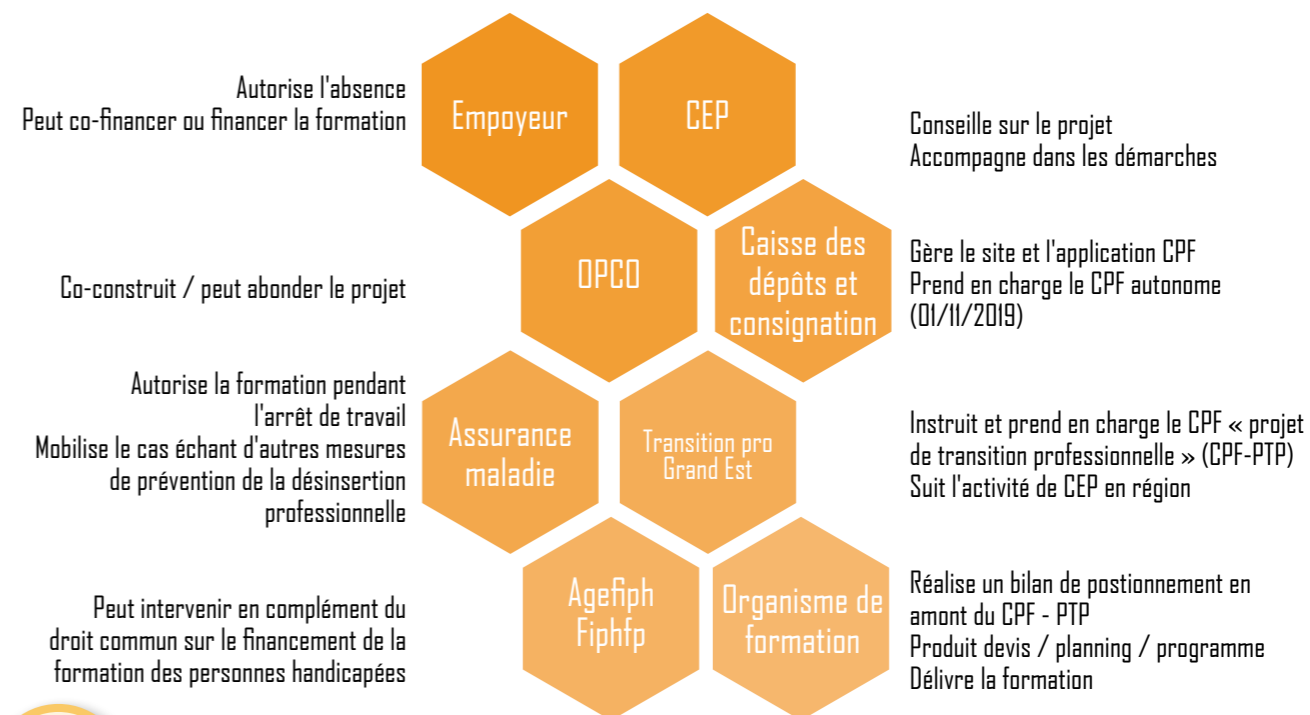 Autorise l'absence
Peut co-financer ou financer la formation
Empoyeur
CEP
Conseille sur le projet
Accompagne dans les démarches
Co-construit / peut abonder le projet
OPCO
Caisse des
dépôts et
consignation
Gère le site et l'application CPF
Prend en charge le CPF autonome
(01/11/2019)
Autorise la formation pendant
l'arrêt de travail
Mobilise le cas échant d'autres mesures
de prévention de la désinsertion
professionnelle
Assurance
maladie
Transition pro
Grand Est
Instruit et prend en charge le CPF « projet
de transition professionnelle » (CPF-PTP)
Suit l'activité de CEP en région
Peut intervenir en complément du
droit commun sur le financement de la
formation des personnes handicapées
Agefiph
Fiphfp
Organisme de
formation
Réalise un bilan de postionnement en
amont du CPF - PTP
Produit devis / planning / programme
Délivre la formation